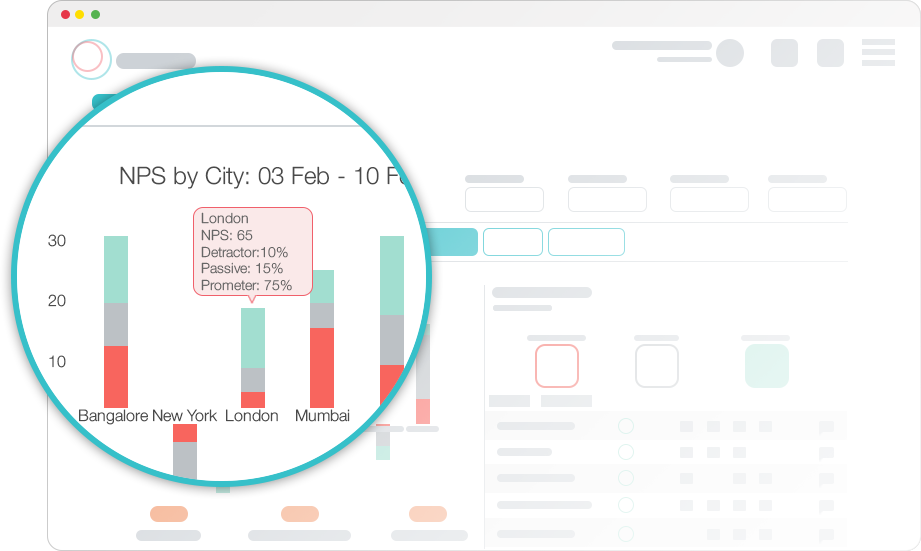 NPS by City: 03 Feb - 10 Fe
London
NPS: 65
Detractor:10%
Passive: 15%
Prometer: 75%
30
20
10
Bangalore New York London Mumbai